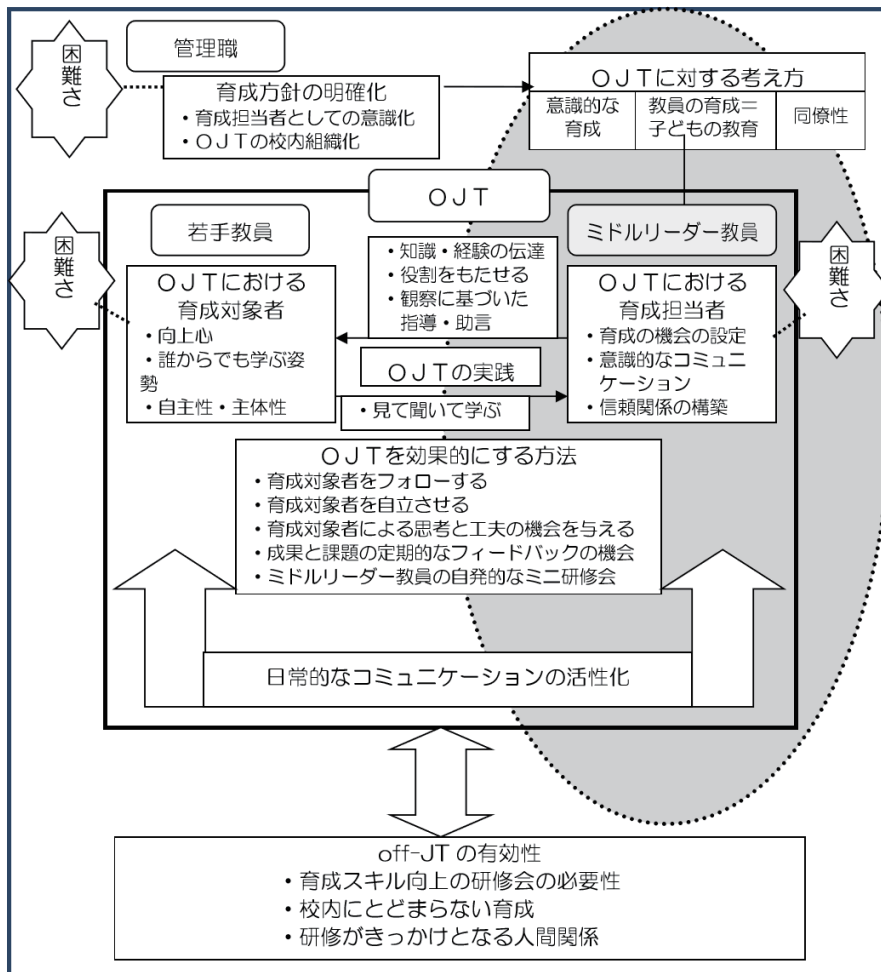 困難さ
管理職
育成方針の明確化
・育成担当者としての意識化
・ＯＪＴの校内組織化
ＯＪＴに対する考え方
意識的な
育成
教員の育成＝
子どもの教育
同僚性
ＯＪＴ
困難さ
若手教員
ＯＪＴにおける
育成対象者
・向上心
・誰からでも学ぶ姿
勢
・自主性・主体性
・知識・経験の伝達
・役割をもたせる
・観察に基づいた
指導・助言
ＯＪＴの実践
・見て聞いて学ぶ
ミドルリーダー教員
困難さ
ＯＪＴにおける
育成担当者
・育成の機会の設定
・意識的なコミュニ
ケーション
・信頼関係の構築
ＯＪＴを効果的にする方法
・育成対象者をフォローする
・育成対象者を自立させる
・育成対象者による思考と工夫の機会を与える
・成果と課題の定期的なフィードバックの機会
・ミドルリーダー教員の自発的なミニ研修会
日常的なコミュニケーションの活性化
off-JT の有効性
・育成スキル向上の研修会の必要性
・校内にとどまらない育成
・研修がきっかけとなる人間関係